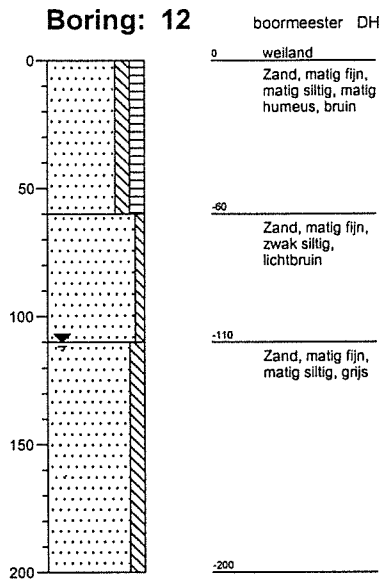 Boring: 12
boormeester DH
0
50
100
150
200
0
weiland
Zand, matig fijn,
matig siltig, matig
humeus, bruin
-60
Zand, matig fijn,
zwak siltig,
lichtbruin
-110
Zand, matig fijn,
matig siltig, grijs
-200